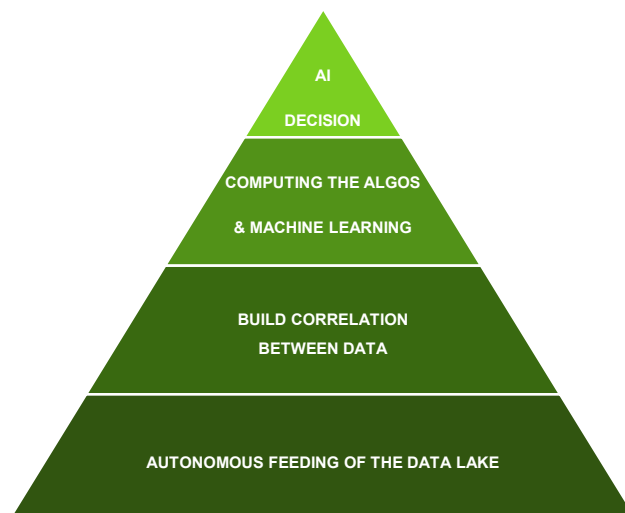 AI
DECISION
COMPUTING THE ALGOS
& MACHINE LEARNING
BUILD CORRELATION
BETWEEN DATA
AUTONOMOUS FEEDING OF THE DATA LAKE